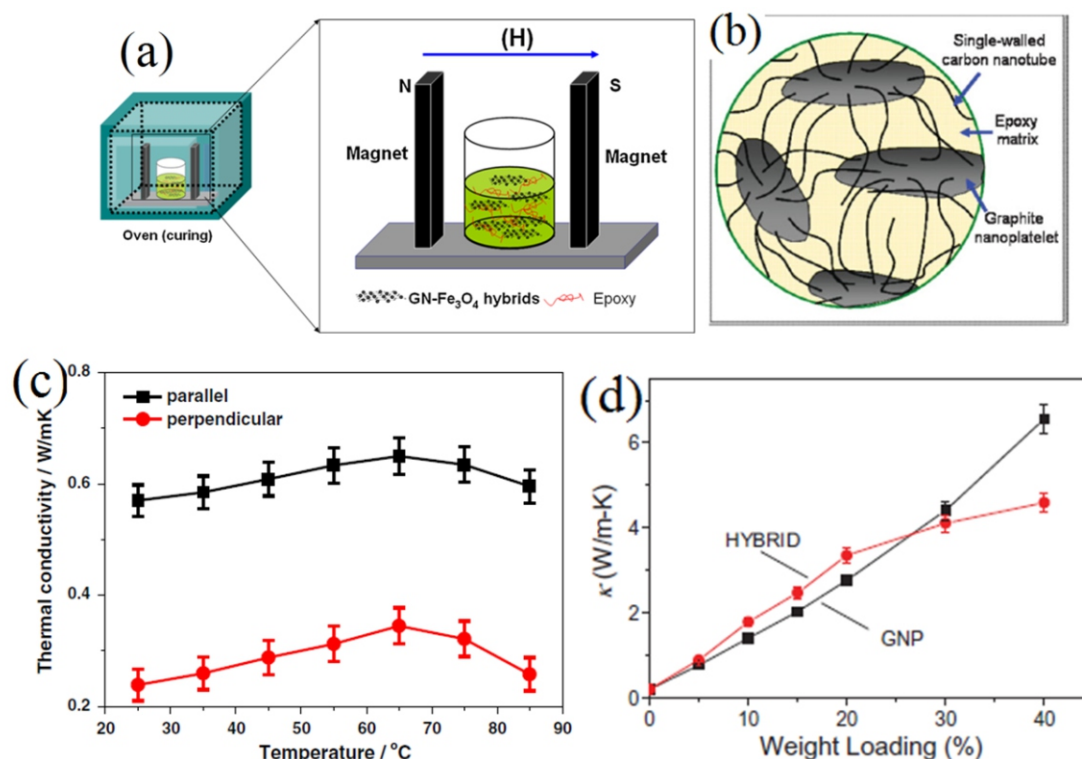 (a)
(H)
N
S
Magnet
Magnet
Oven (curing)
GN-Fe₃O₄ hybrids
Epoxy
(b)
Single-walled
carbon nanotube
Epoxy
matrix
Graphite
nanoplatelet
(c)
Thermal conductivity / W/mK
0.8
0.6
0.4
0.2
parallel
perpendicular
20 30 40 50 60 70 80 90
Temperature / °C
(d)
κ (W/m-K)
6
4
2
0
HYBRID
GNP
0 10 20 30 40
Weight Loading (%)